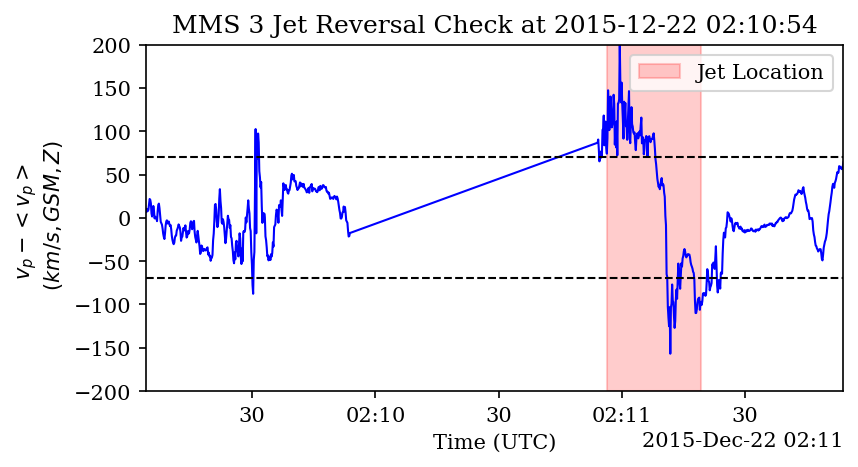 MMS 3 Jet Reversal Check at 2015-12-22 02:10:54
200
150
100
50
0
−50
−100
−150
−200
v_p − < v_p >
(km/s, GSM, Z)
Jet Location
30
02:10
30
02:11
30
Time (UTC)
2015-Dec-22 02:11